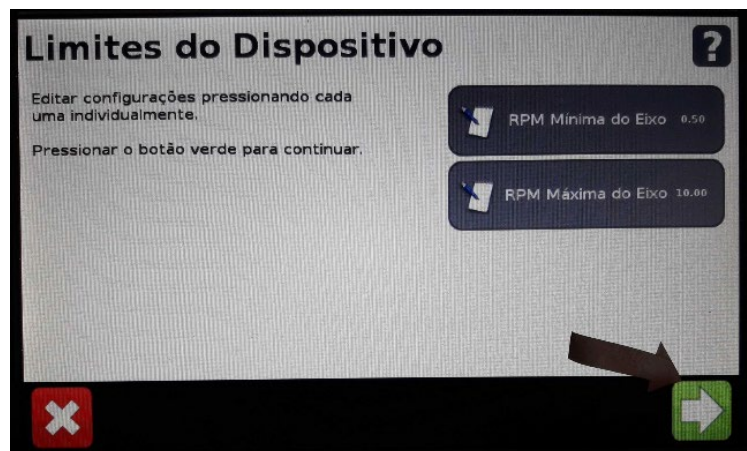 Limites do Dispositivo
?
Editar configurações pressionando cada
uma individualmente.
Pressionar o botão verde para continuar.
RPM Mínima do Eixo 0.50
RPM Máxima do Eixo 10.00